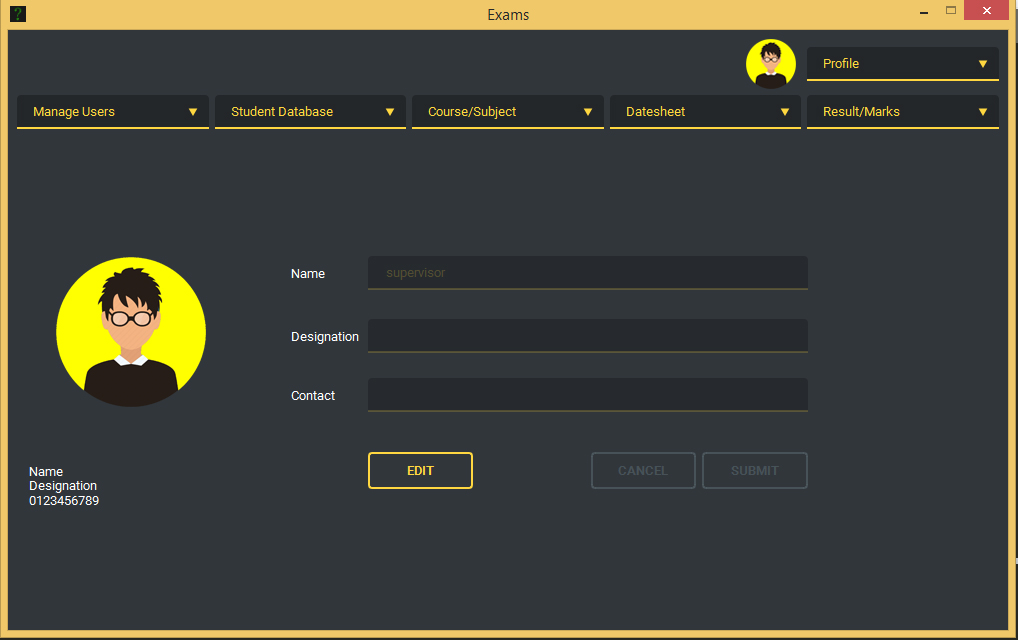 Exams
Profile
Manage Users
Student Database
Course/Subject
Datesheet
Result/Marks
Name
supervisor
Designation
Contact
EDIT
CANCEL
SUBMIT
Name
Designation
0123456789